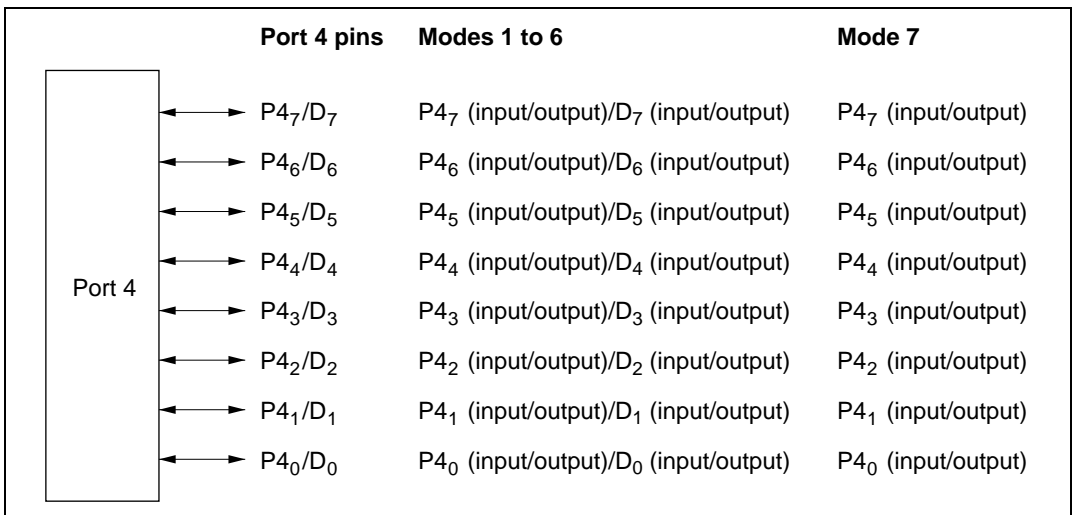 Port 4 pins Modes 1 to 6 Mode 7
P4₇/D₇ P4₇ (input/output)/D₇ (input/output) P4₇ (input/output)
P4₆/D₆ P4₆ (input/output)/D₆ (input/output) P4₆ (input/output)
P4₅/D₅ P4₅ (input/output)/D₅ (input/output) P4₅ (input/output)
P4₄/D₄ P4₄ (input/output)/D₄ (input/output) P4₄ (input/output)
Port 4
P4₃/D₃ P4₃ (input/output)/D₃ (input/output) P4₃ (input/output)
P4₂/D₂ P4₂ (input/output)/D₂ (input/output) P4₂ (input/output)
P4₁/D₁ P4₁ (input/output)/D₁ (input/output) P4₁ (input/output)
P4₀/D₀ P4₀ (input/output)/D₀ (input/output) P4₀ (input/output)